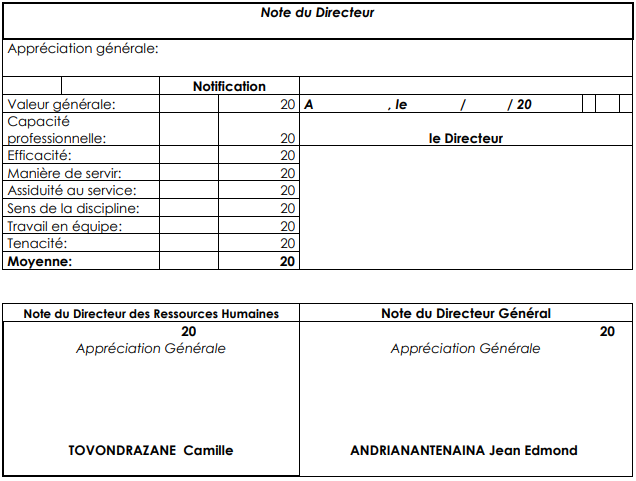 Note du Directeur
Appréciation générale:
Notification
Valeur générale: 20 A , le / / 20
Capacité
professionnelle: 20 le Directeur
Efficacité: 20
Manière de servir: 20
Assiduité au service: 20
Sens de la discipline: 20
Travail en équipe: 20
Tenacité: 20
Moyenne: 20
Note du Directeur des Ressources Humaines Note du Directeur Général
20 20
Appréciation Générale Appréciation Générale
TOVONDRAZANE Camille ANDRIANANTENAINA Jean Edmond